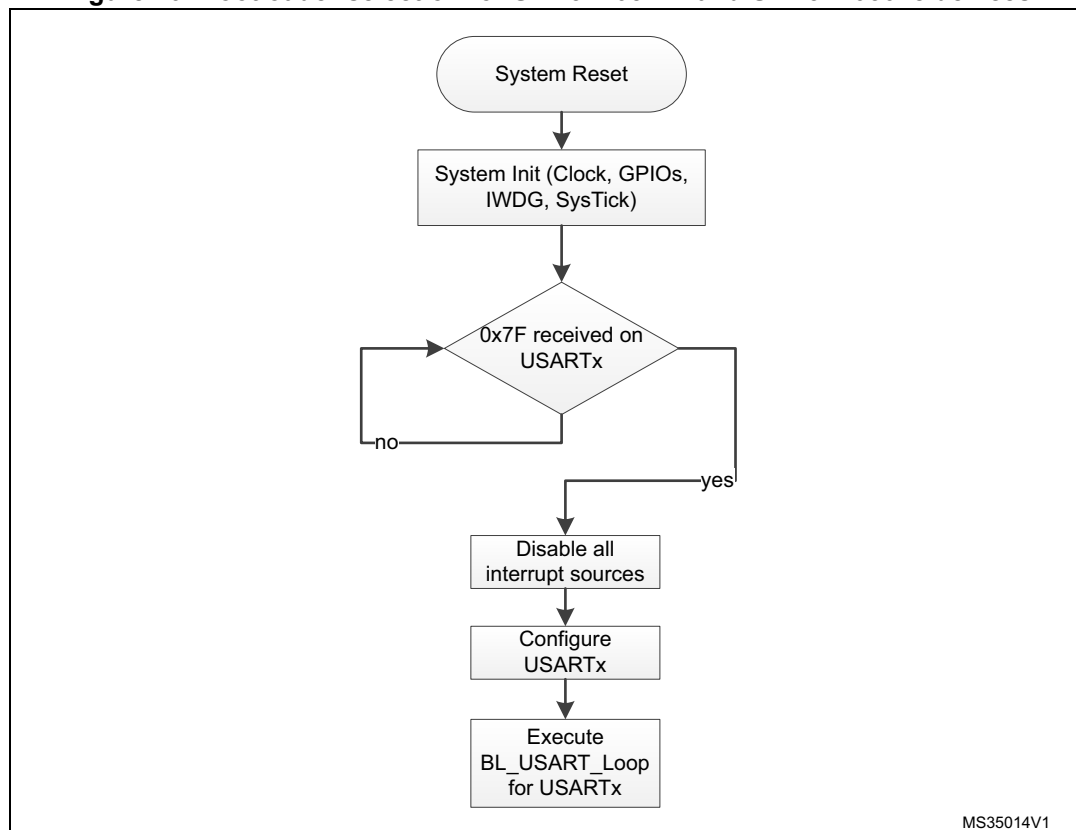 System Reset
System Init (Clock, GPIOs,
IWDG, SysTick)
0x7F received on
USARTx
no
yes
Disable all
interrupt sources
Configure
USARTx
Execute
BL_USART_Loop
for USARTx
MS35014V1